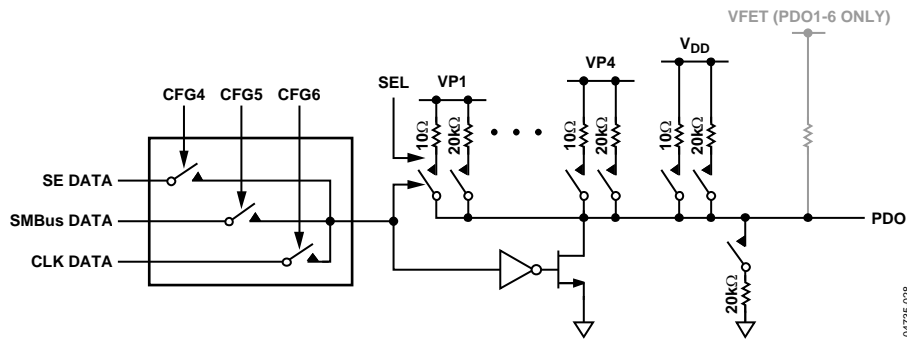 VFET (PDO1-6 ONLY)
VDD
VP4
SEL
VP1
CFG4
CFG5
CFG6
10Ω
20kΩ
10Ω
20kΩ
10Ω
20kΩ
SE DATA
SMBus DATA
CLK DATA
PDO
20kΩ
04735-028